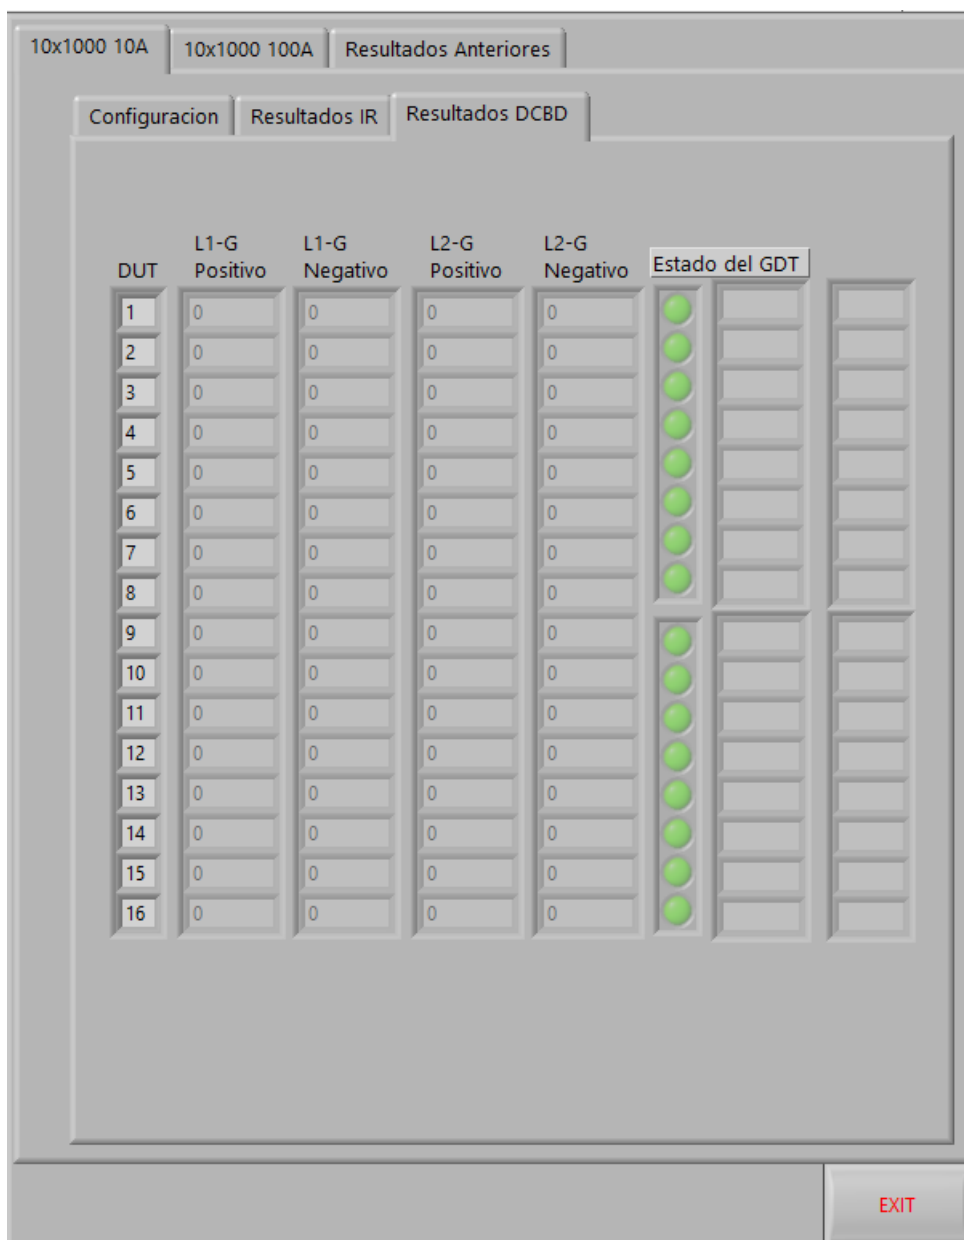 10x1000 10A 10x1000 100A Resultados Anteriores
Configuracion Resultados IR Resultados DCBD
L1-G L1-G L2-G L2-G
DUT Positivo Negativo Positivo Negativo Estado del GDT
1 0 0 0 0
2 0 0 0 0
3 0 0 0 0
4 0 0 0 0
5 0 0 0 0
6 0 0 0 0
7 0 0 0 0
8 0 0 0 0
9 0 0 0 0
10 0 0 0 0
11 0 0 0 0
12 0 0 0 0
13 0 0 0 0
14 0 0 0 0
15 0 0 0 0
16 0 0 0 0
EXIT